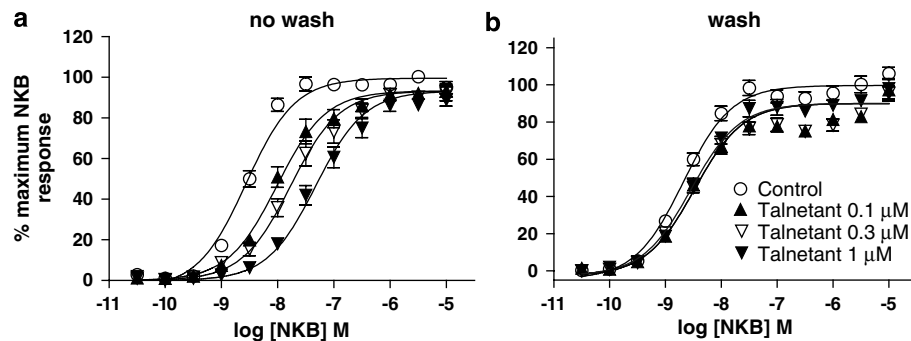 a
no wash
% maximum NKB
response
120
100
80
60
40
20
0
-11
-10
-9
-8
-7
-6
-5
log [NKB] M
b
wash
120
100
80
60
40
20
0
-11
-10
-9
-8
-7
-6
-5
log [NKB] M
Control
Talnetant 0.1 μM
Talnetant 0.3 μM
Talnetant 1 μM